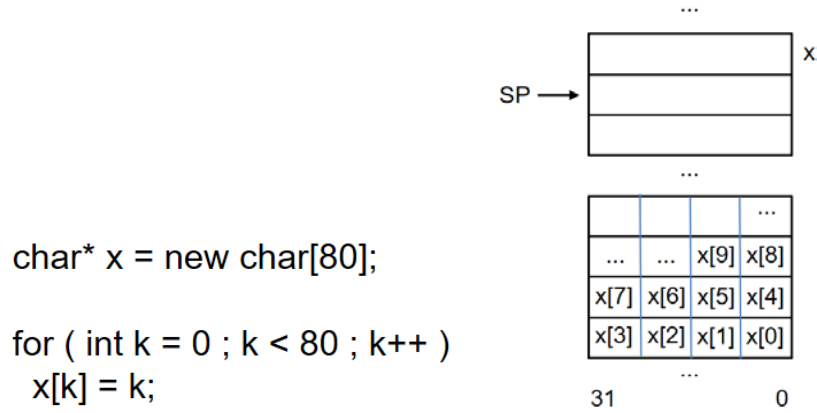 ...
x
SP
...
...
... ... x[9] x[8]
x[7] x[6] x[5] x[4]
x[3] x[2] x[1] x[0]
...
31 0
char* x = new char[80];
for ( int k = 0 ; k < 80 ; k++ )
x[k] = k;